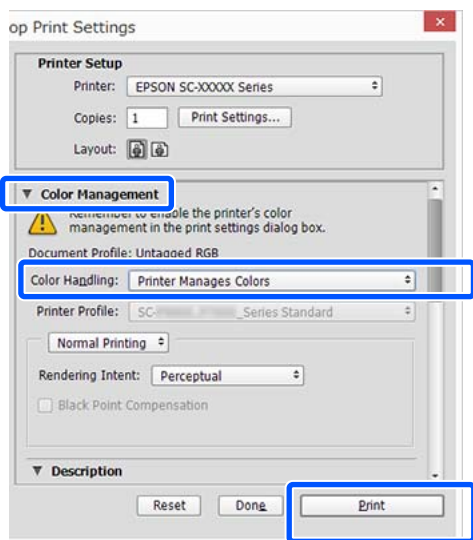 op Print Settings
Printer Setup
Printer: EPSON SC-XXXXX Series
Copies: 1 Print Settings...
Layout:
Color Management
Remember to enable the printer's color
management in the print settings dialog box.
Document Profile: Untagged RGB
Color Handling: Printer Manages Colors
Printer Profile: SC- _Series Standard
Normal Printing
Rendering Intent: Perceptual
Black Point Compensation
Description
Reset Done Print